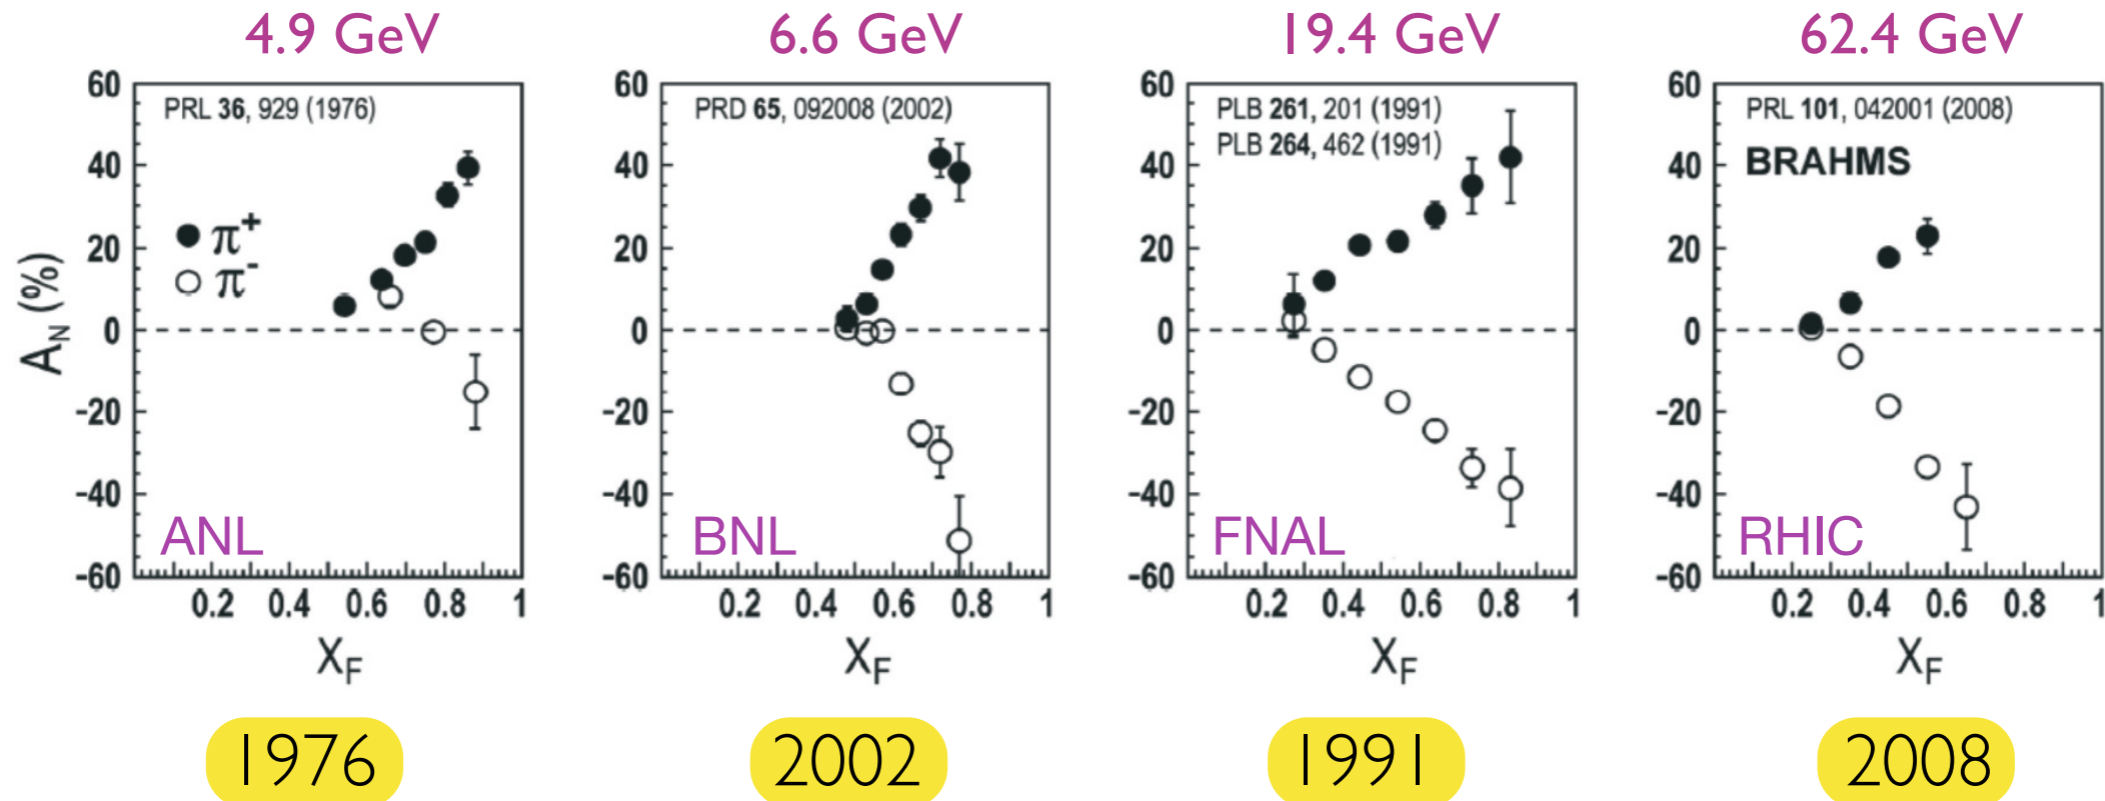 4.9 GeV
6.6 GeV
19.4 GeV
62.4 GeV
A_N (%)
60
40
20
0
-20
-40
-60
PRL 36, 929 (1976)
π+
π-
ANL
0.2 0.4 0.6 0.8 1
X_F
60
40
20
0
-20
-40
-60
PRD 65, 092008 (2002)
BNL
0.2 0.4 0.6 0.8 1
X_F
60
40
20
0
-20
-40
-60
PLB 261, 201 (1991)
PLB 264, 462 (1991)
FNAL
0.2 0.4 0.6 0.8 1
X_F
60
40
20
0
-20
-40
-60
PRL 101, 042001 (2008)
BRAHMS
RHIC
0.2 0.4 0.6 0.8 1
X_F
1976
2002
1991
2008